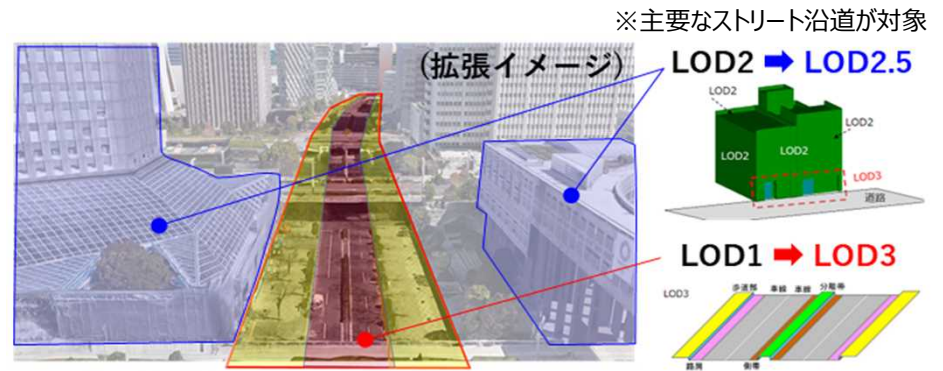 ※主要なストリート沿道が対象
(拡張イメージ)
LOD2 ➡ LOD2.5
LOD2
LOD2
LOD2
LOD2
LOD3
道路
LOD1 ➡ LOD3
LOD3
歩道部 車線 車線 分離帯
路肩 側帯